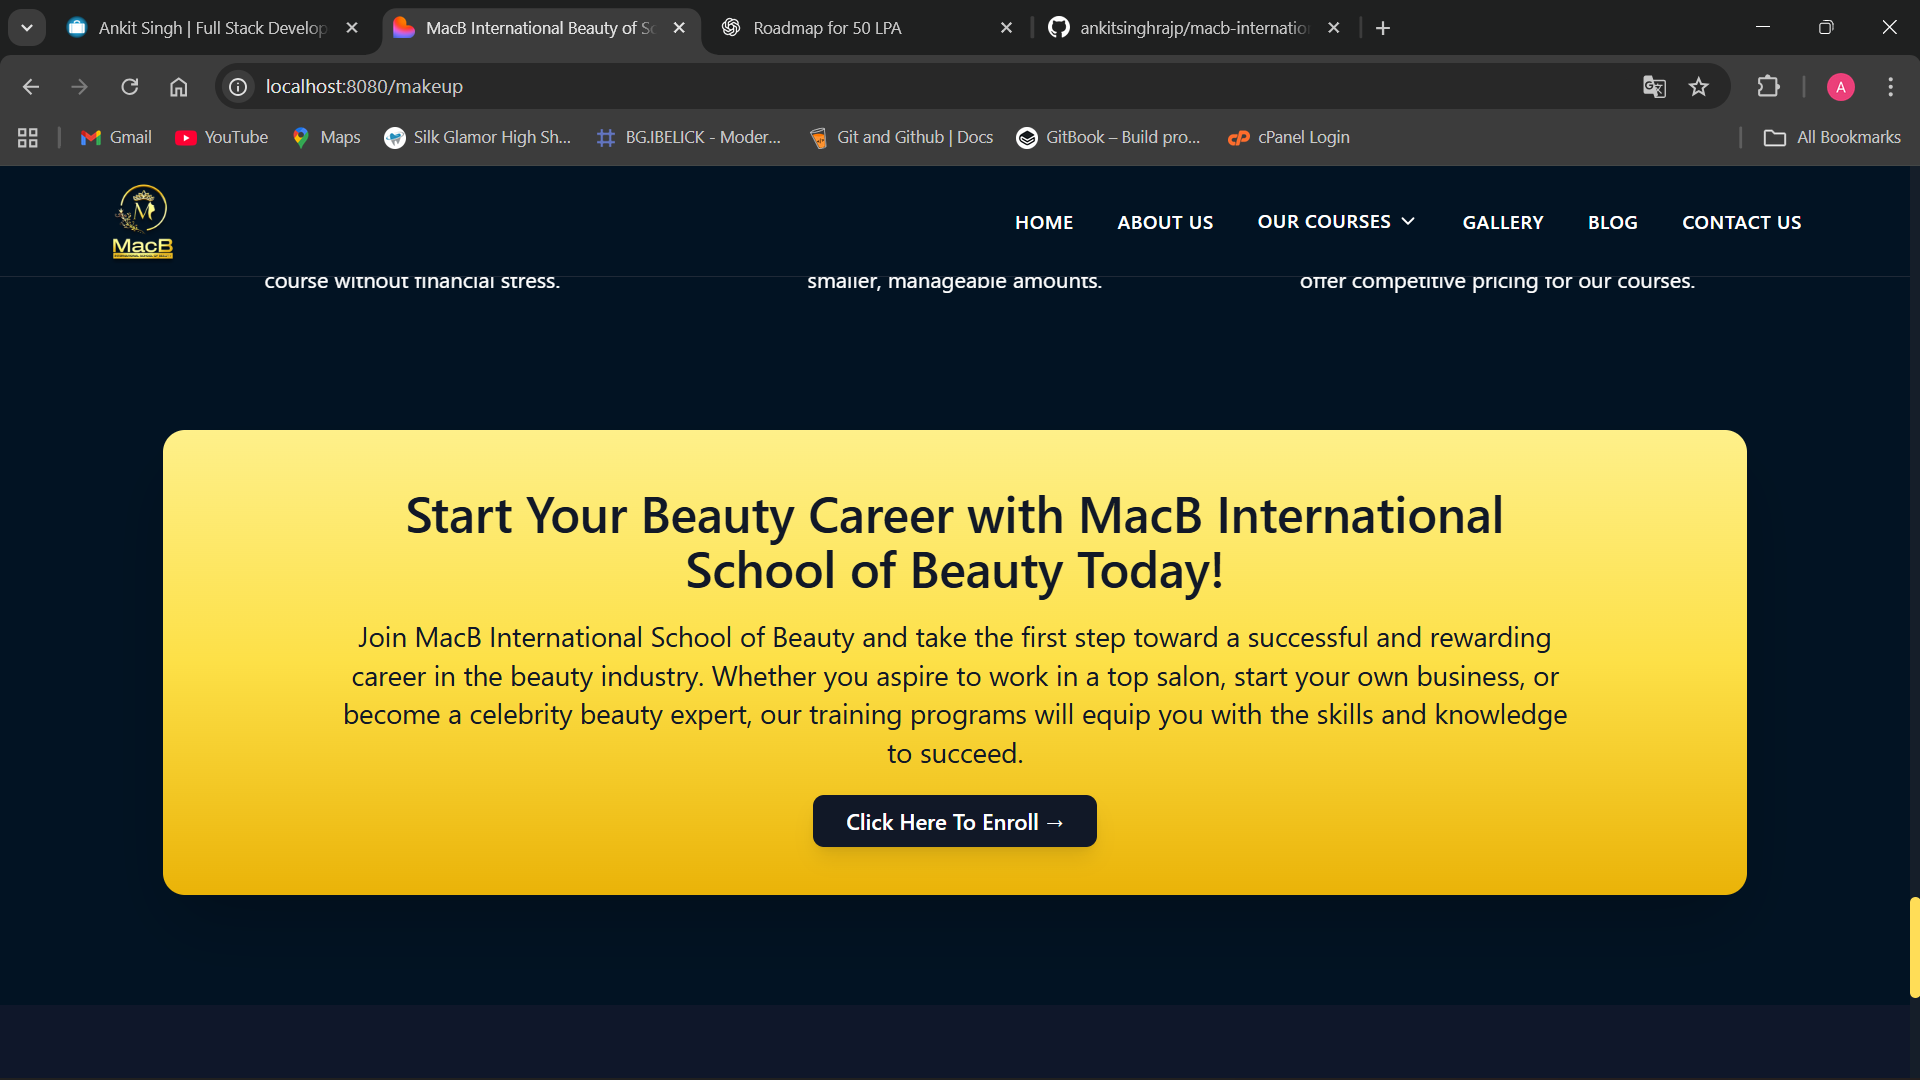 Ankit Singh | Full Stack Develop
MacB International Beauty of Sc
Roadmap for 50 LPA
ankitsinghrajp/macb-internatio
localhost:8080/makeup
A
Gmail
YouTube
Maps
Silk Glamor High Sh...
BG.IBELICK - Moder...
Git and Github | Docs
GitBook – Build pro...
cPanel Login
All Bookmarks
M
MacB
HOME
ABOUT US
OUR COURSES
GALLERY
BLOG
CONTACT US
course without financial stress.
smaller, manageable amounts.
offer competitive pricing for our courses.
Start Your Beauty Career with MacB International
School of Beauty Today!
Join MacB International School of Beauty and take the first step toward a successful and rewarding
career in the beauty industry. Whether you aspire to work in a top salon, start your own business, or
become a celebrity beauty expert, our training programs will equip you with the skills and knowledge
to succeed.
Click Here To Enroll →